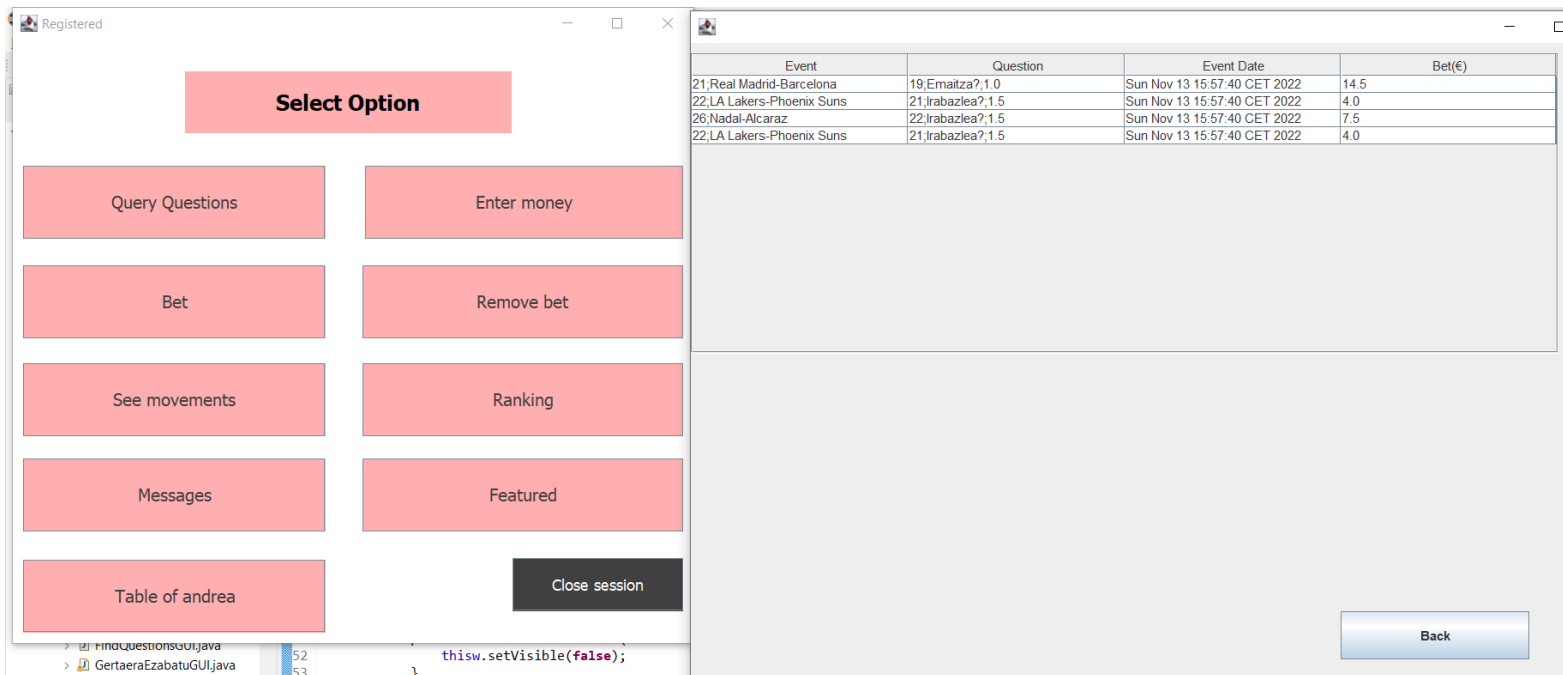 Registered
Select Option
Query Questions
Enter money
Bet
Remove bet
See movements
Ranking
Messages
Featured
Table of andrea
Close session
FindQuestionsGUI.java
GertaeraEzabatuGUI.java
52
thisw.setVisible(false);
53
}
Event Question Event Date Bet(€)
21;Real Madrid-Barcelona 19;Emaitza?;1.0 Sun Nov 13 15:57:40 CET 2022 14.5
22;LA Lakers-Phoenix Suns 21;Irabazlea?;1.5 Sun Nov 13 15:57:40 CET 2022 4.0
26;Nadal-Alcaraz 22;Irabazlea?;1.5 Sun Nov 13 15:57:40 CET 2022 7.5
22;LA Lakers-Phoenix Suns 21;Irabazlea?;1.5 Sun Nov 13 15:57:40 CET 2022 4.0
Back